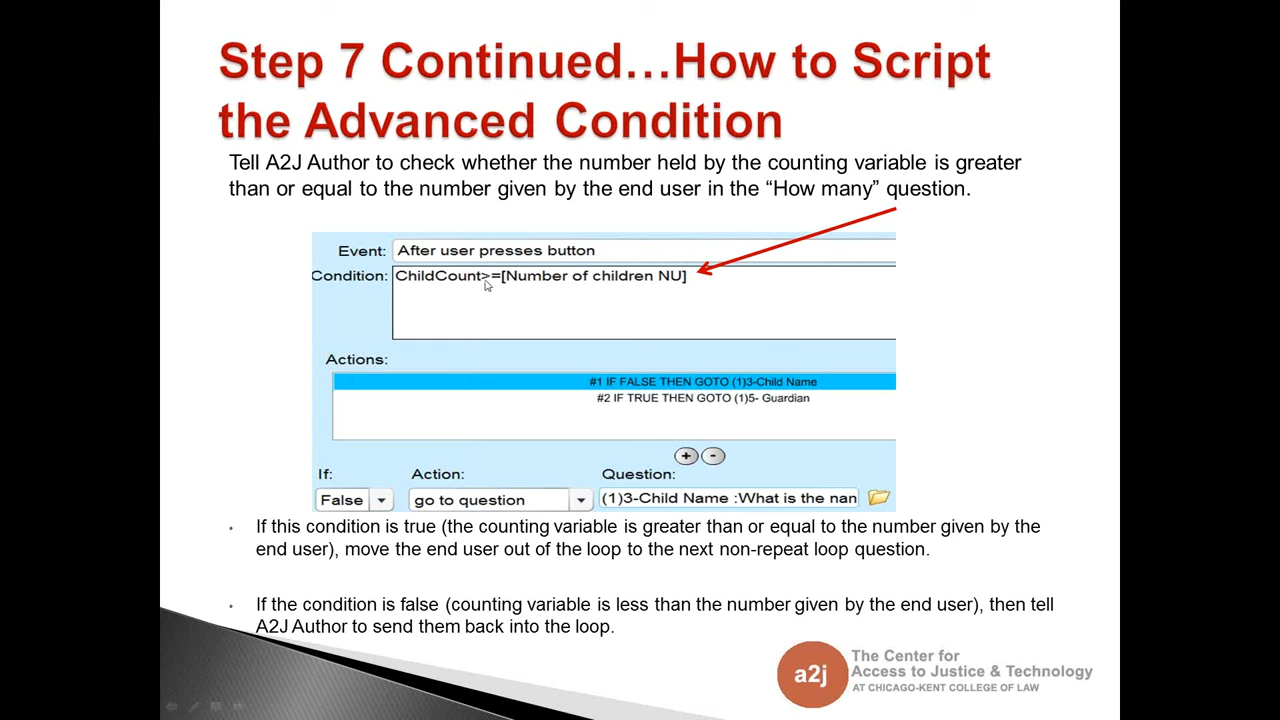 Step 7 Continued…How to Script
the Advanced Condition
Tell A2J Author to check whether the number held by the counting variable is greater
than or equal to the number given by the end user in the “How many” question.
Event: After user presses button
Condition: ChildCount>=[Number of children NU]
Actions:
#1 IF FALSE THEN GOTO (1)3-Child Name
#2 IF TRUE THEN GOTO (1)5- Guardian
+ -
If: Action: Question:
False go to question (1)3-Child Name :What is the nan
• If this condition is true (the counting variable is greater than or equal to the number given by the
end user), move the end user out of the loop to the next non-repeat loop question.
• If the condition is false (counting variable is less than the number given by the end user), then tell
A2J Author to send them back into the loop.
a2j
The Center for
Access to Justice & Technology
AT CHICAGO-KENT COLLEGE OF LAW